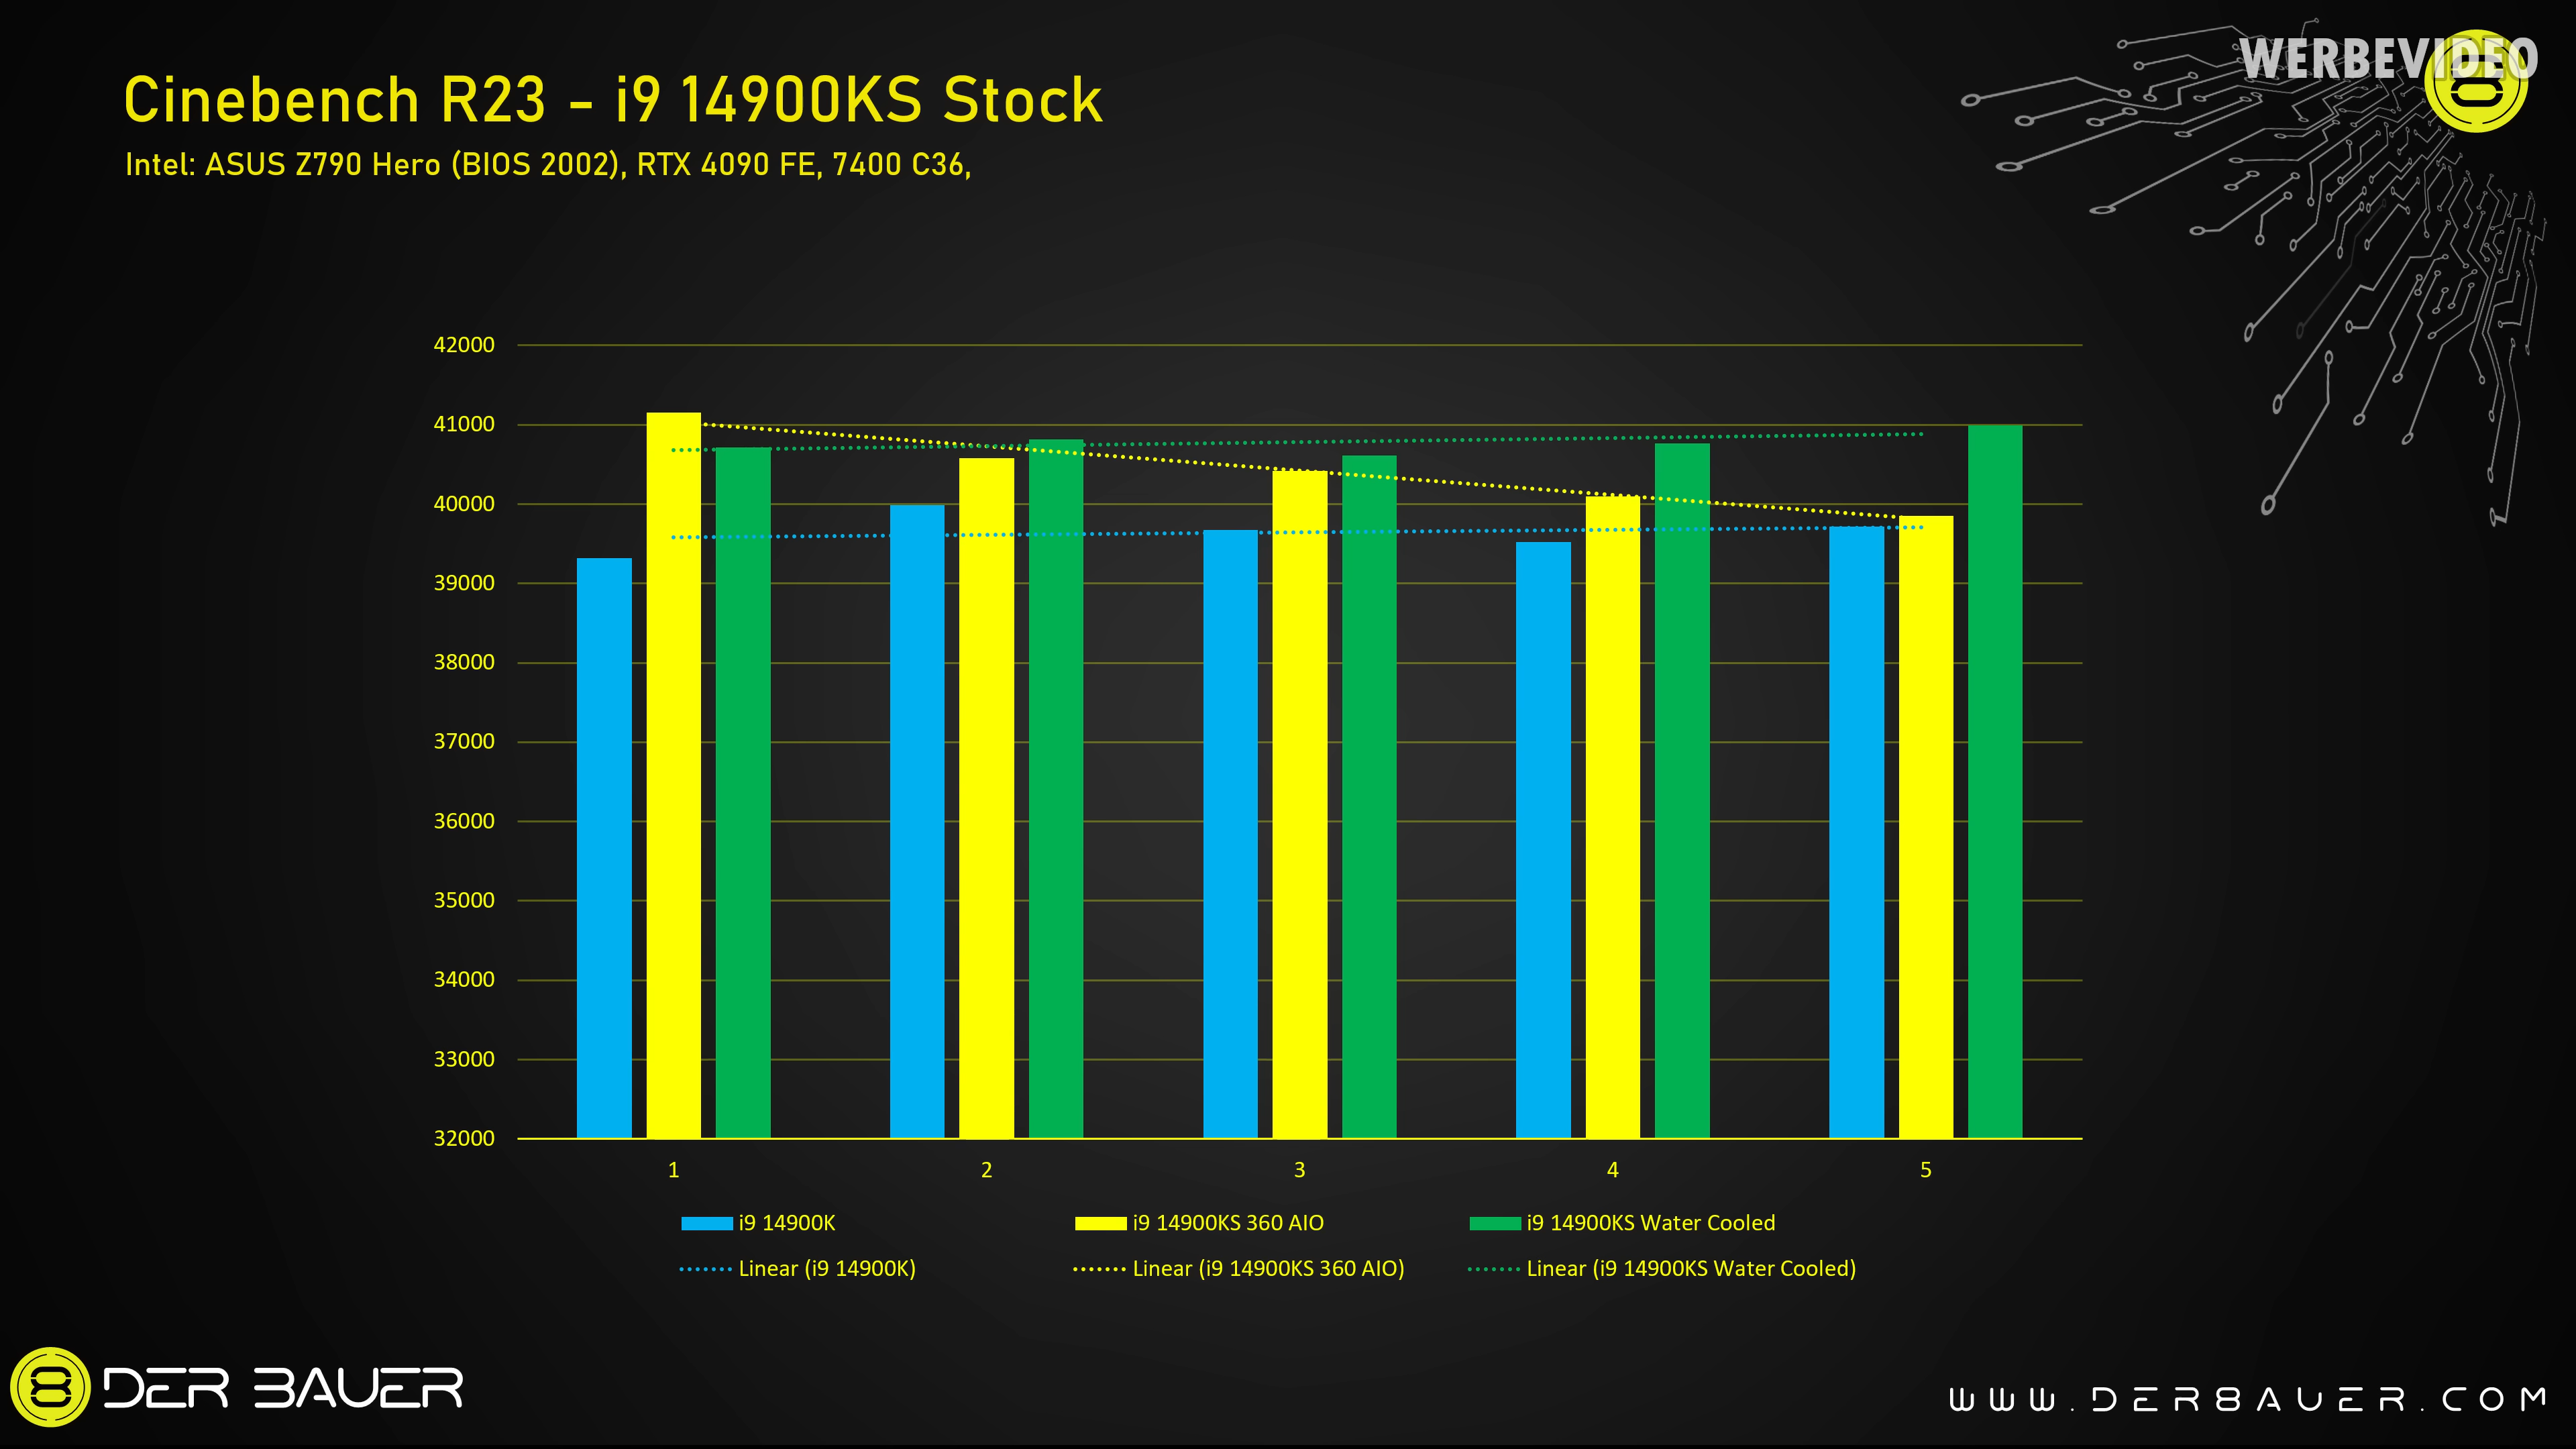 WERBEVIDEO
Cinebench R23 - i9 14900KS Stock
Intel: ASUS Z790 Hero (BIOS 2002), RTX 4090 FE, 7400 C36,
42000
41000
40000
39000
38000
37000
36000
35000
34000
33000
32000
1 2 3 4 5
i9 14900K i9 14900KS 360 AIO i9 14900KS Water Cooled
Linear (i9 14900K) Linear (i9 14900KS 360 AIO) Linear (i9 14900KS Water Cooled)
DER 8AUER
WWW.DER8AUER.COM